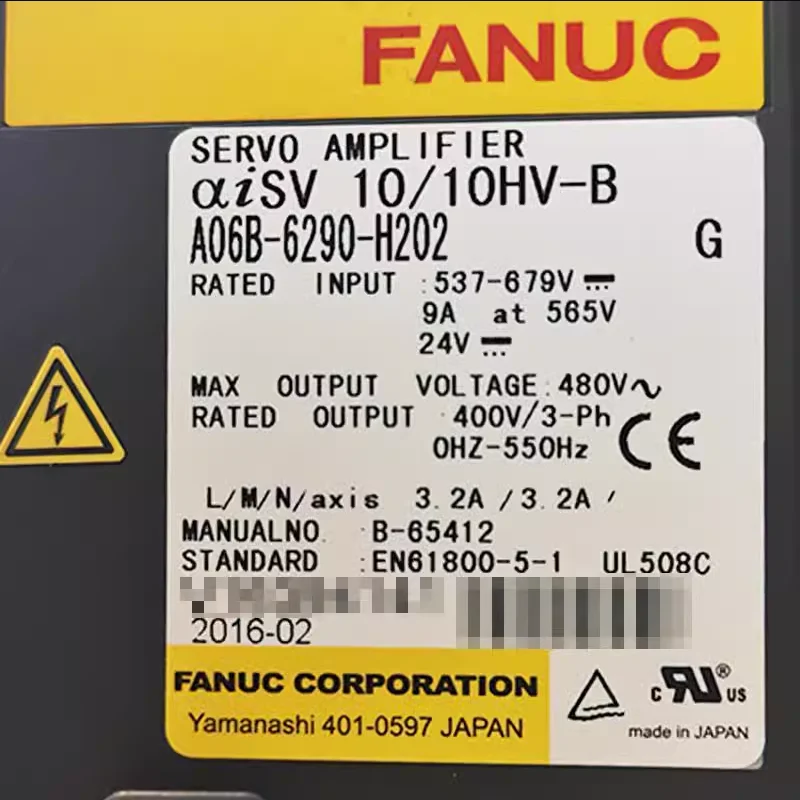 FANUC
SERVO AMPLIFIER
αiSV 10/10HV-B
A06B-6290-H202 G
RATED INPUT :537-679V ⎓
9A at 565V
24V ⎓
MAX OUTPUT VOLTAGE:480V~
RATED OUTPUT :400V/3-Ph
0HZ-550Hz
CE
L/M/N/axis 3.2A /3.2A /
MANUALNO. :B-65412
STANDARD :EN61800-5-1 UL508C
2016-02
FANUC CORPORATION
Yamanashi 401-0597 JAPAN
c RU® US
made in JAPAN